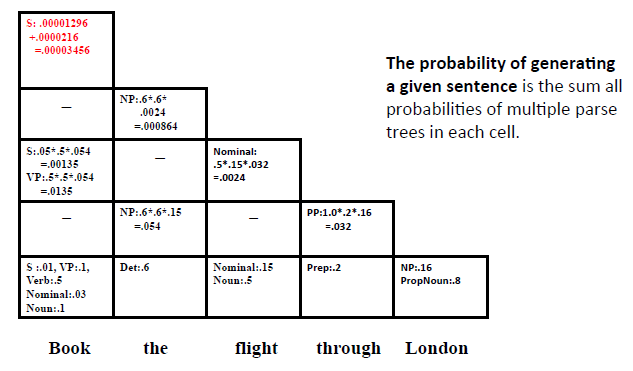 S: .00001296
+.0000216
=.00003456
The probability of generating
a given sentence is the sum all
probabilities of multiple parse
trees in each cell.
—
NP:.6*.6*
.0024
=.000864
S:.05*.5*.054
=.00135
VP:.5*.5*.054
=.0135
—
Nominal:
.5*.15*.032
=.0024
—
NP:.6*.6*.15
=.054
—
PP:1.0*.2*.16
=.032
S :.01, VP:.1,
Verb:.5
Nominal:.03
Noun:.1
Det:.6
Nominal:.15
Noun:.5
Prep:.2
NP:.16
PropNoun:.8
Book the flight through London